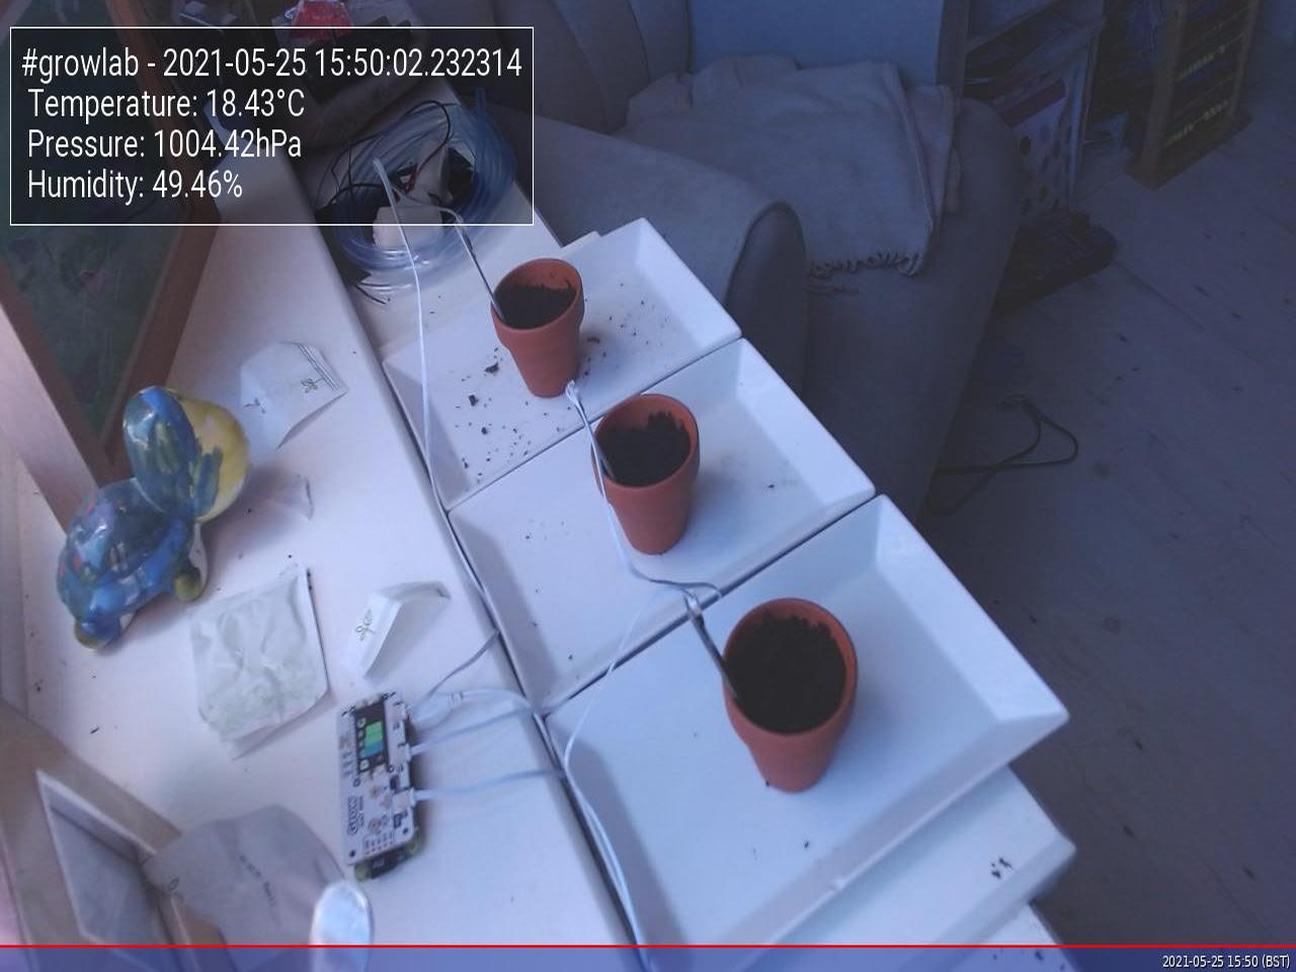 #growlab - 2021-05-25 15:50:02.232314
Temperature: 18.43°C
Pressure: 1004.42hPa
Humidity: 49.46%
GROW
2021-05-25 15:50 (BST)